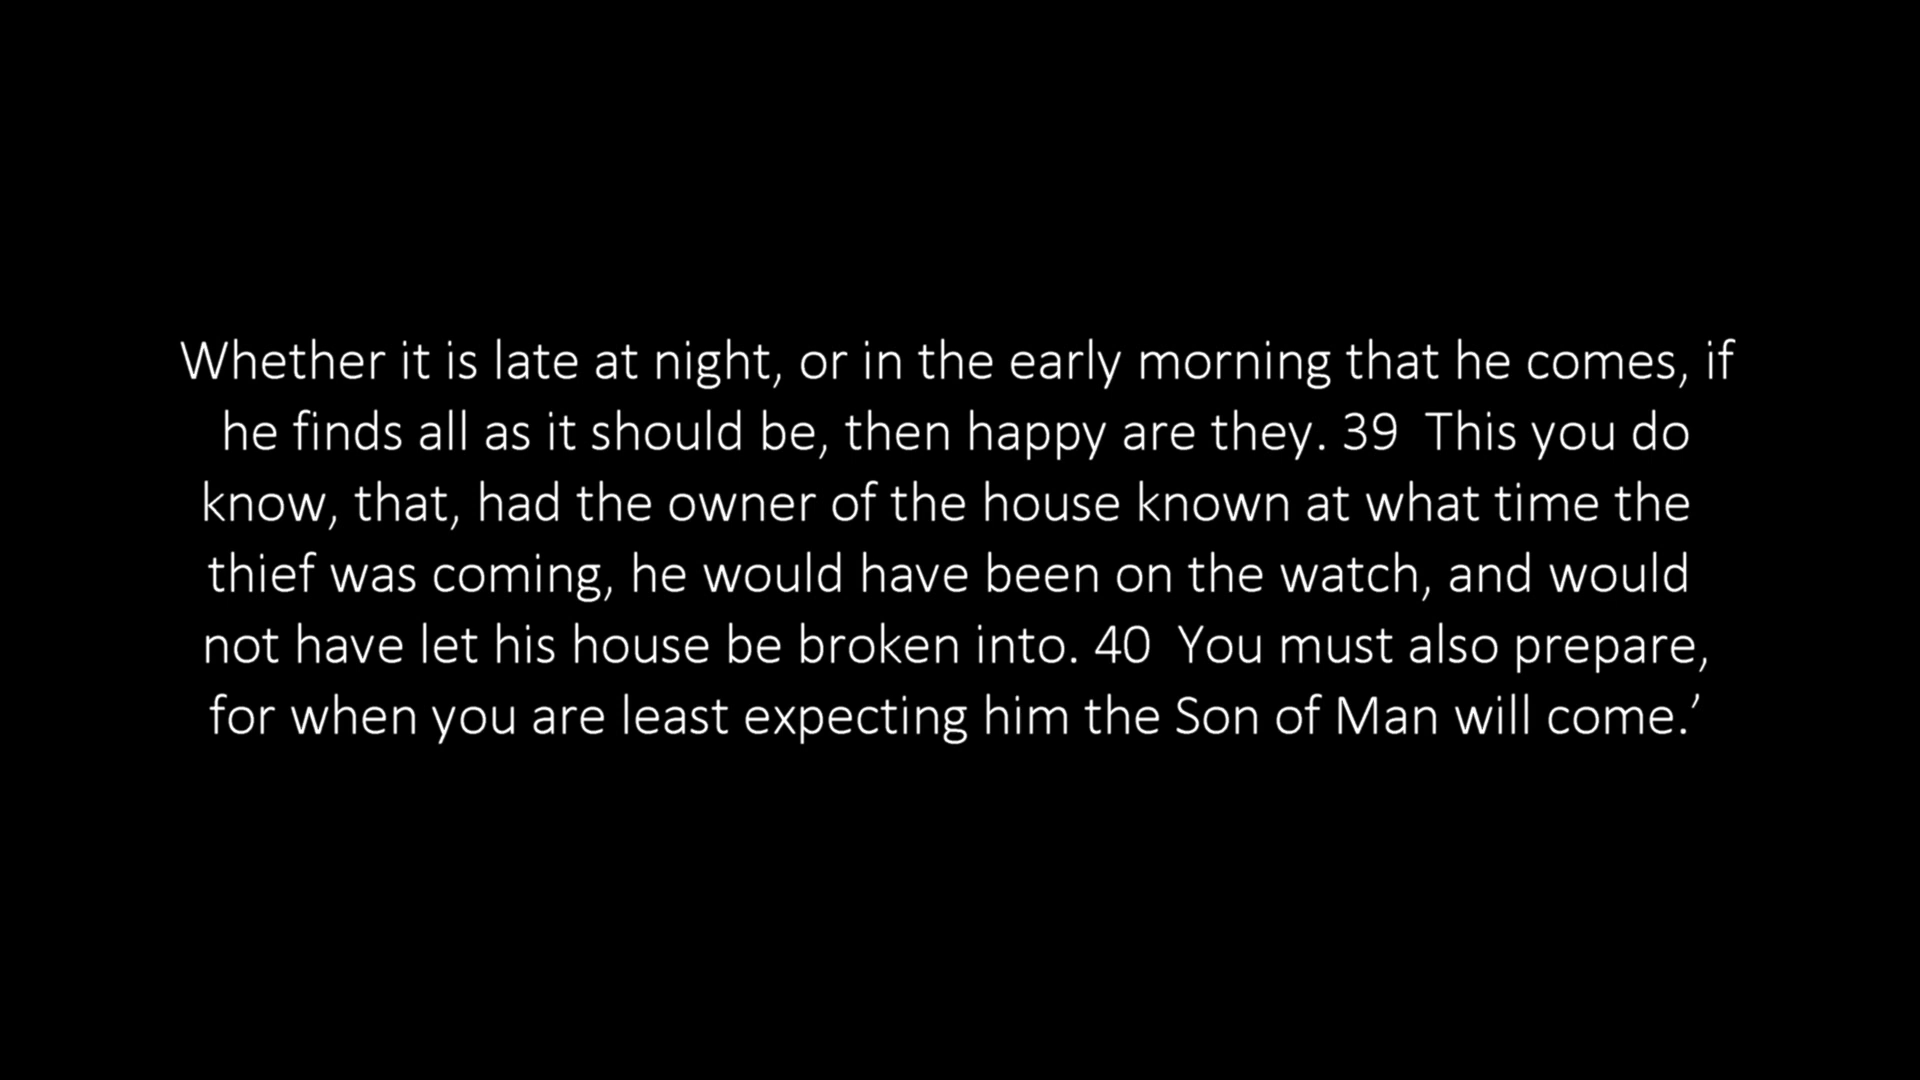 Whether it is late at night, or in the early morning that he comes, if
he finds all as it should be, then happy are they. 39  This you do
know, that, had the owner of the house known at what time the
thief was coming, he would have been on the watch, and would
not have let his house be broken into. 40  You must also prepare,
for when you are least expecting him the Son of Man will come.’